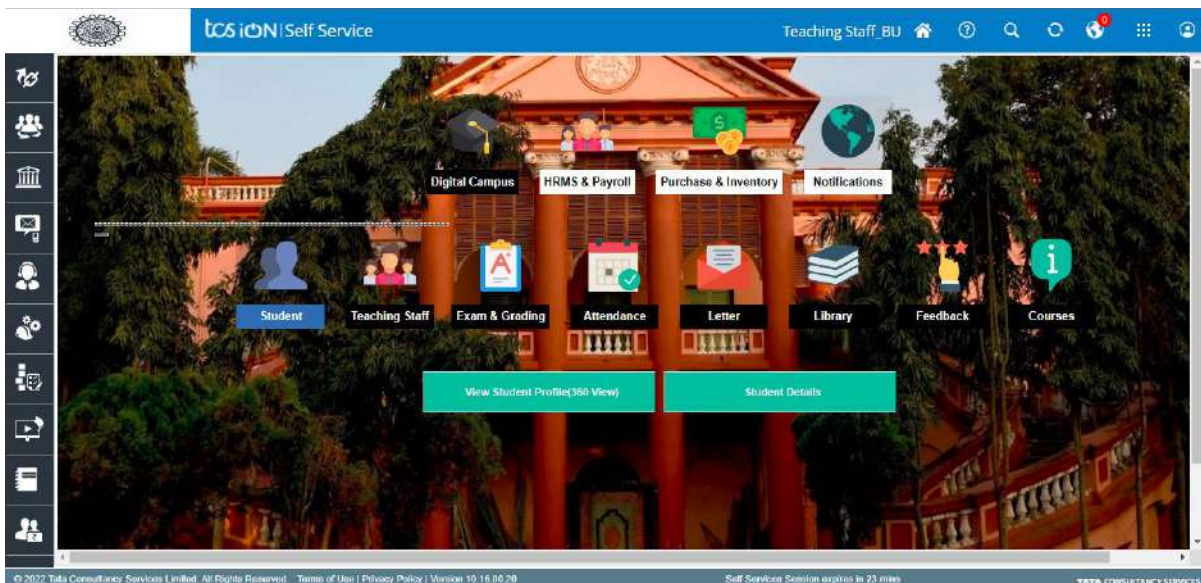 tcs iON | Self Service
Teaching Staff_BU
0
Digital Campus
HRMS & Payroll
Purchase & Inventory
Notifications
Student
Teaching Staff
Exam & Grading
Attendance
Letter
Library
Feedback
Courses
View Student Profile(360 View)
Student Details
© 2022 Tata Consultancy Services Limited. All Rights Reserved. Terms of Use | Privacy Policy | Version 10.16.00.20
Self Services Session expires in 23 mins
TATA CONSULTANCY SERVICES